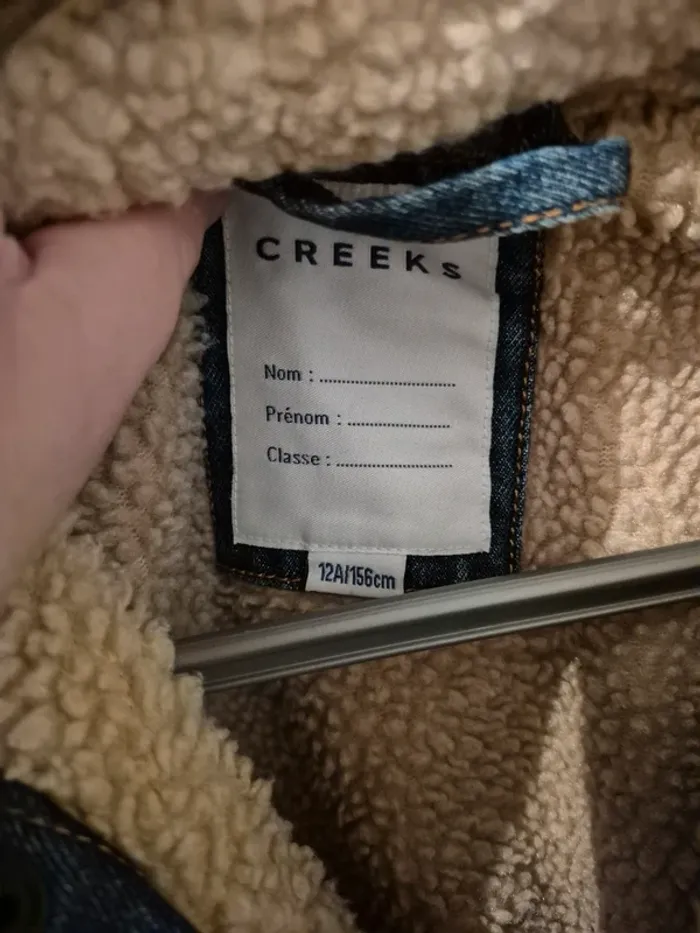 CREEKS
Nom : ..............................
Prénom : .......................
Classe : ..........................
12A/156cm